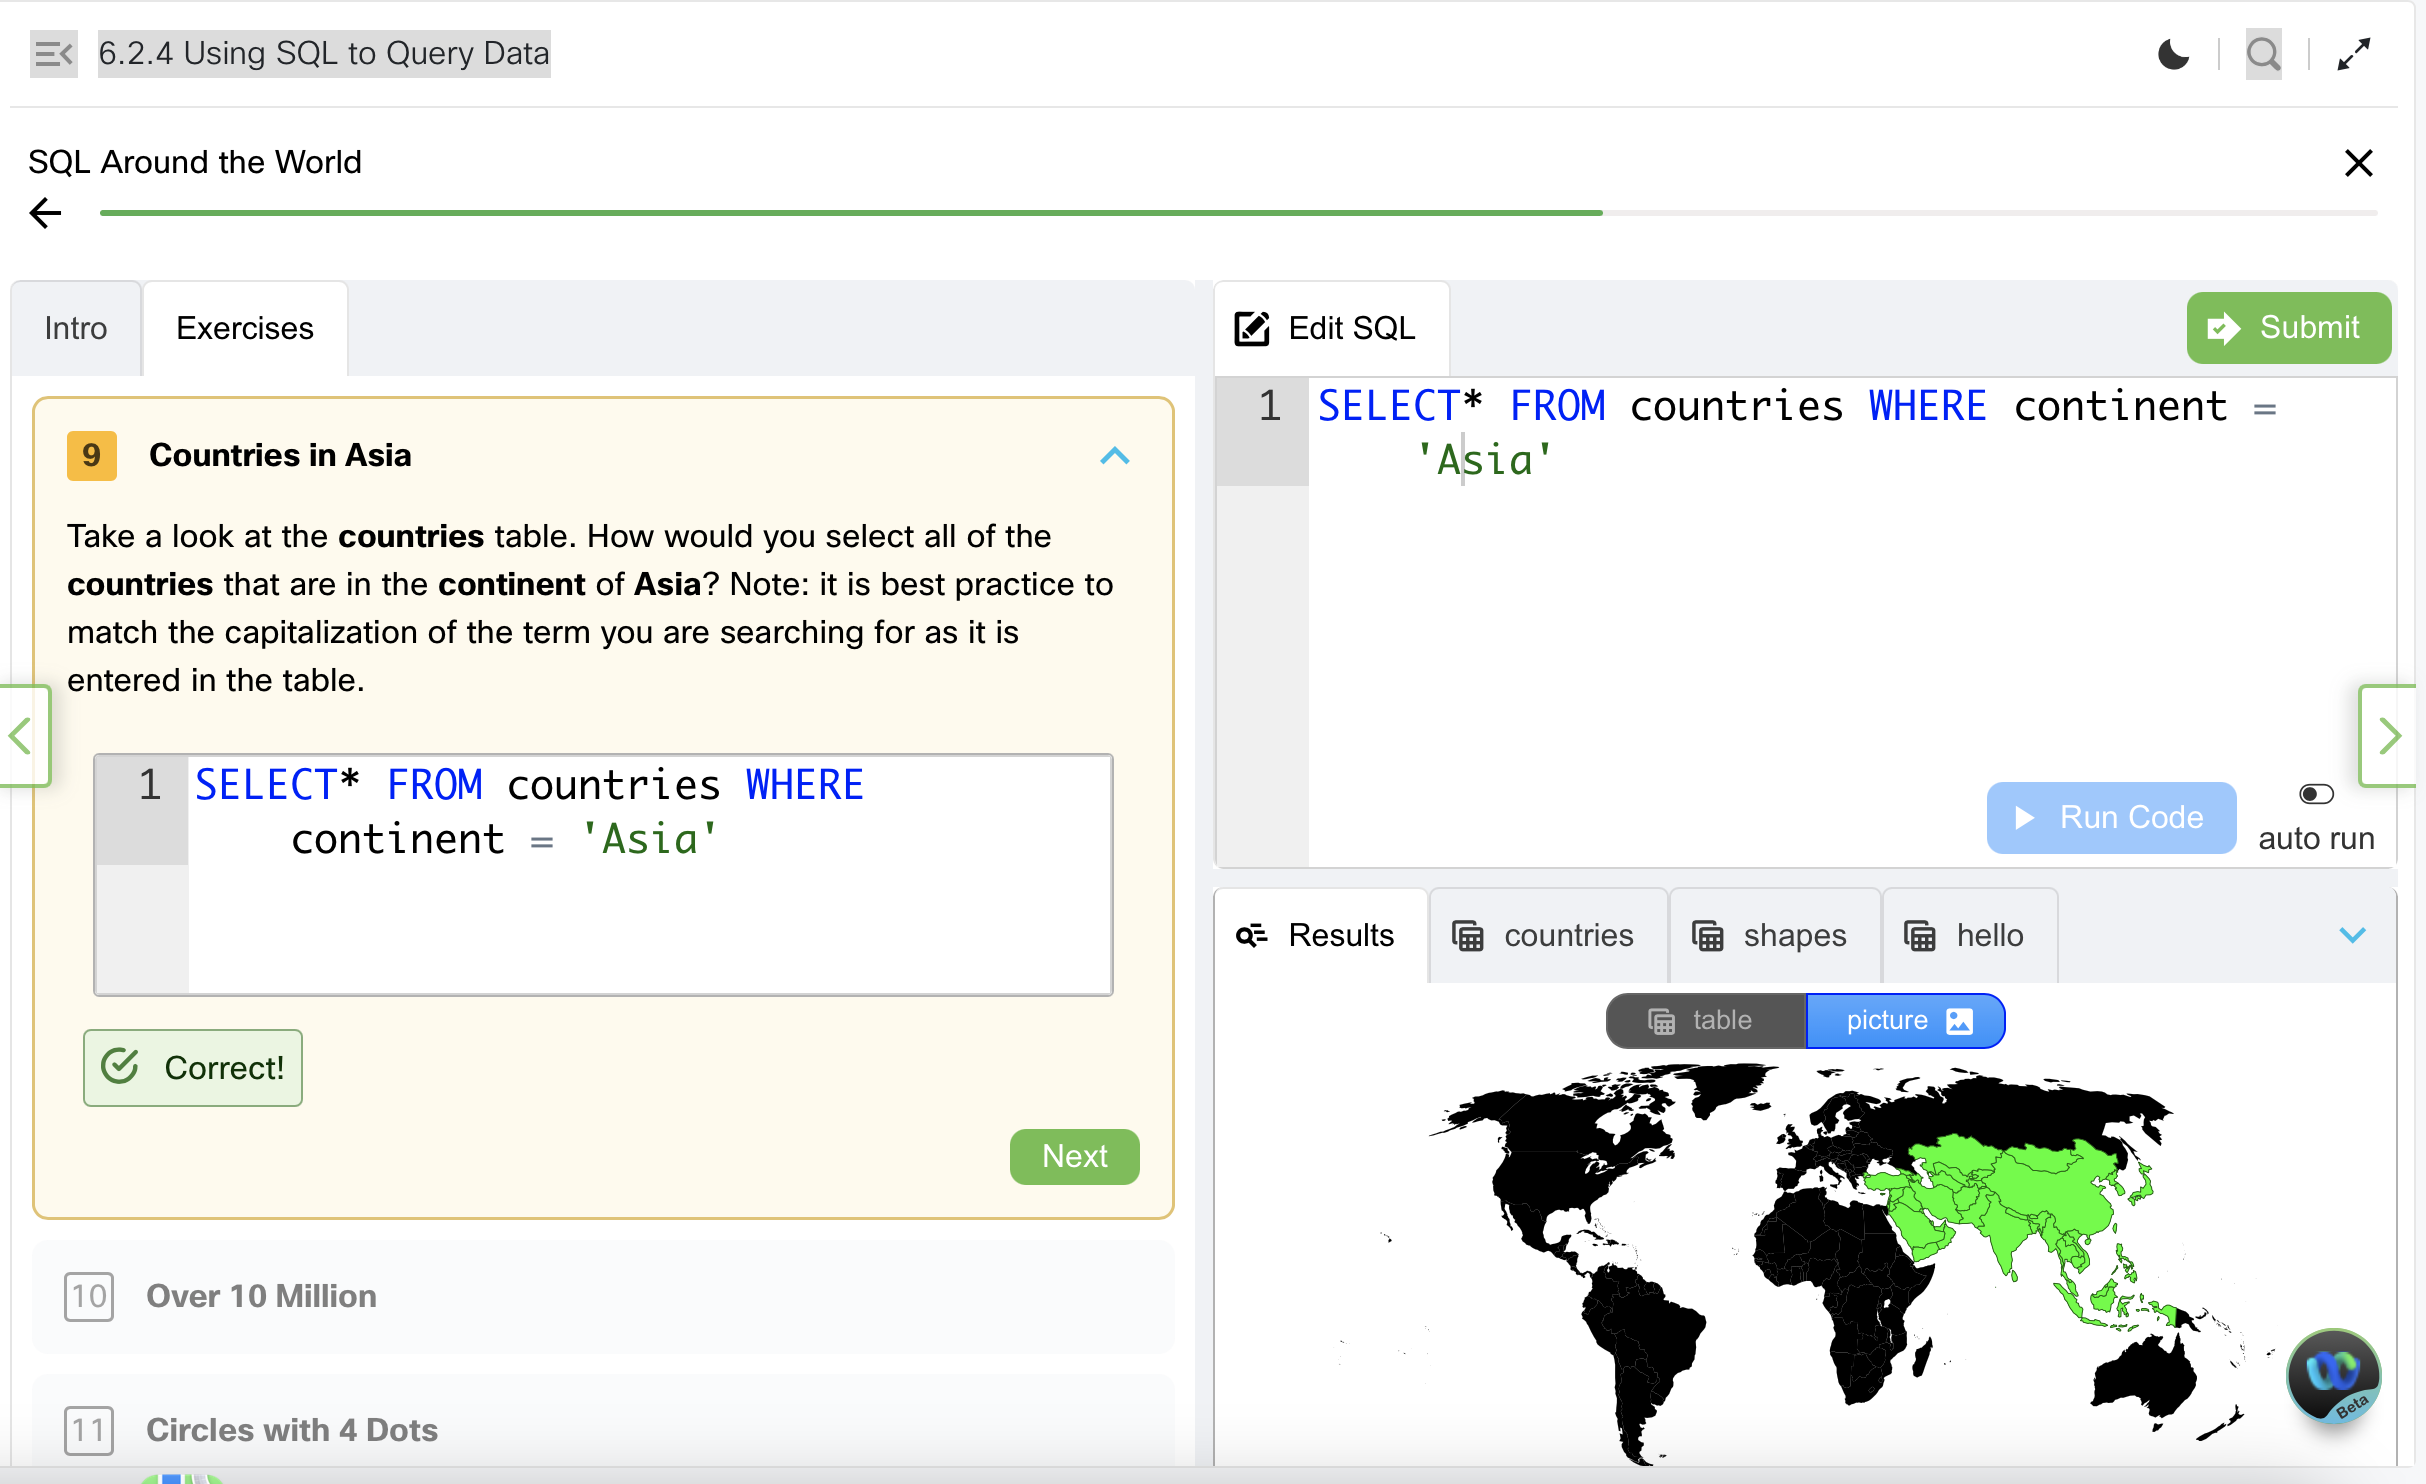 6.2.4 Using SQL to Query Data
SQL Around the World
Intro
Exercises
9
Countries in Asia
Take a look at the countries table. How would you select all of the
countries that are in the continent of Asia? Note: it is best practice to
match the capitalization of the term you are searching for as it is
entered in the table.
1
SELECT* FROM countries WHERE
continent = 'Asia'
Correct!
Next
10
Over 10 Million
11
Circles with 4 Dots
Edit SQL
Submit
1
SELECT* FROM countries WHERE continent =
'Asia'
Run Code
auto run
Results
countries
shapes
hello
table
picture
Beta